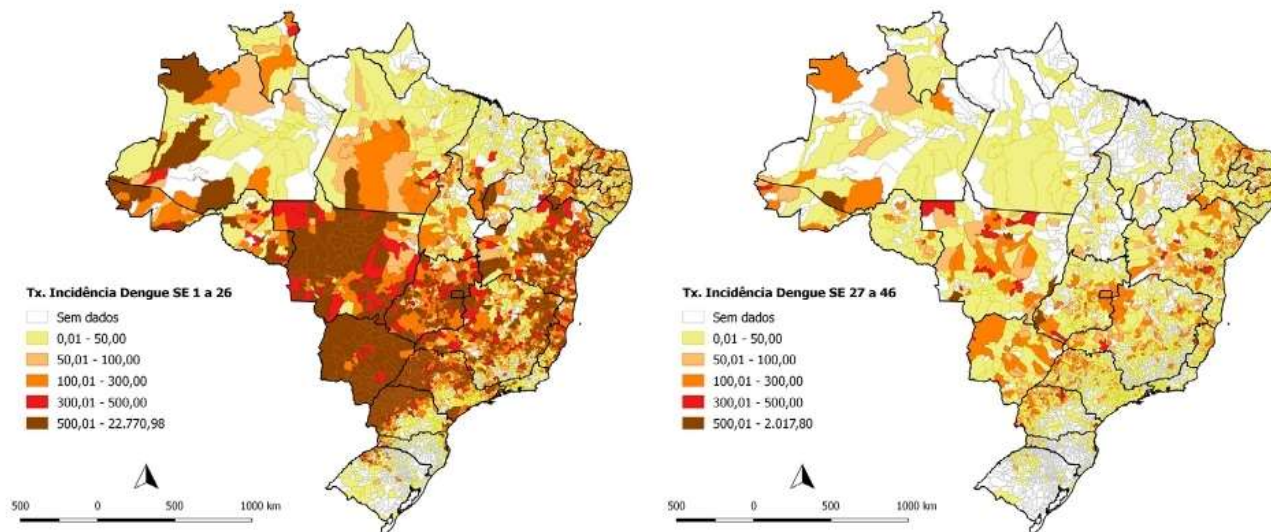 Tx. Incidência Dengue SE 1 a 26
Sem dados
0,01 - 50,00
50,01 - 100,00
100,01 - 300,00
300,01 - 500,00
500,01 - 22.770,98
500 0 500 1000 km
Tx. Incidência Dengue SE 27 a 46
Sem dados
0,01 - 50,00
50,01 - 100,00
100,01 - 300,00
300,01 - 500,00
500,01 - 2.017,80
500 0 500 1000 km